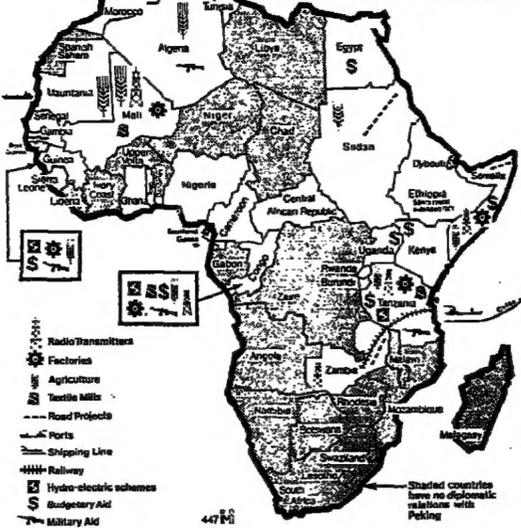 Morocco
Tunisia
Algeria
Libya
Egypt
$
Spanish
Sahara
Mauritania
Mali
Niger
Chad
Sudan
Senegal
Gambia
Guinea
Sierra
Leone
Liberia
Ivory
Coast
Upper
Volta
Ghana
Nigeria
Cameroon
Central
African Republic
Djybouti
Somalia
Ethiopia
Uganda
Kenya
Gabon
Congo
Zaire
Rwanda
Burundi
Tanzania
Angola
Zambia
Malawi
Namibia
Rhodesia
Mozambique
Botswana
Swaziland
Lesotho
South
Africa
Malagasy
Radio Transmitters
Factories
Agriculture
Textile Mills
Road Projects
Ports
Shipping Line
Railway
Hydro-electric schemes
$ Budgetary Aid
Military Aid
Shaded countries
have no diplomatic
relations with
Peking